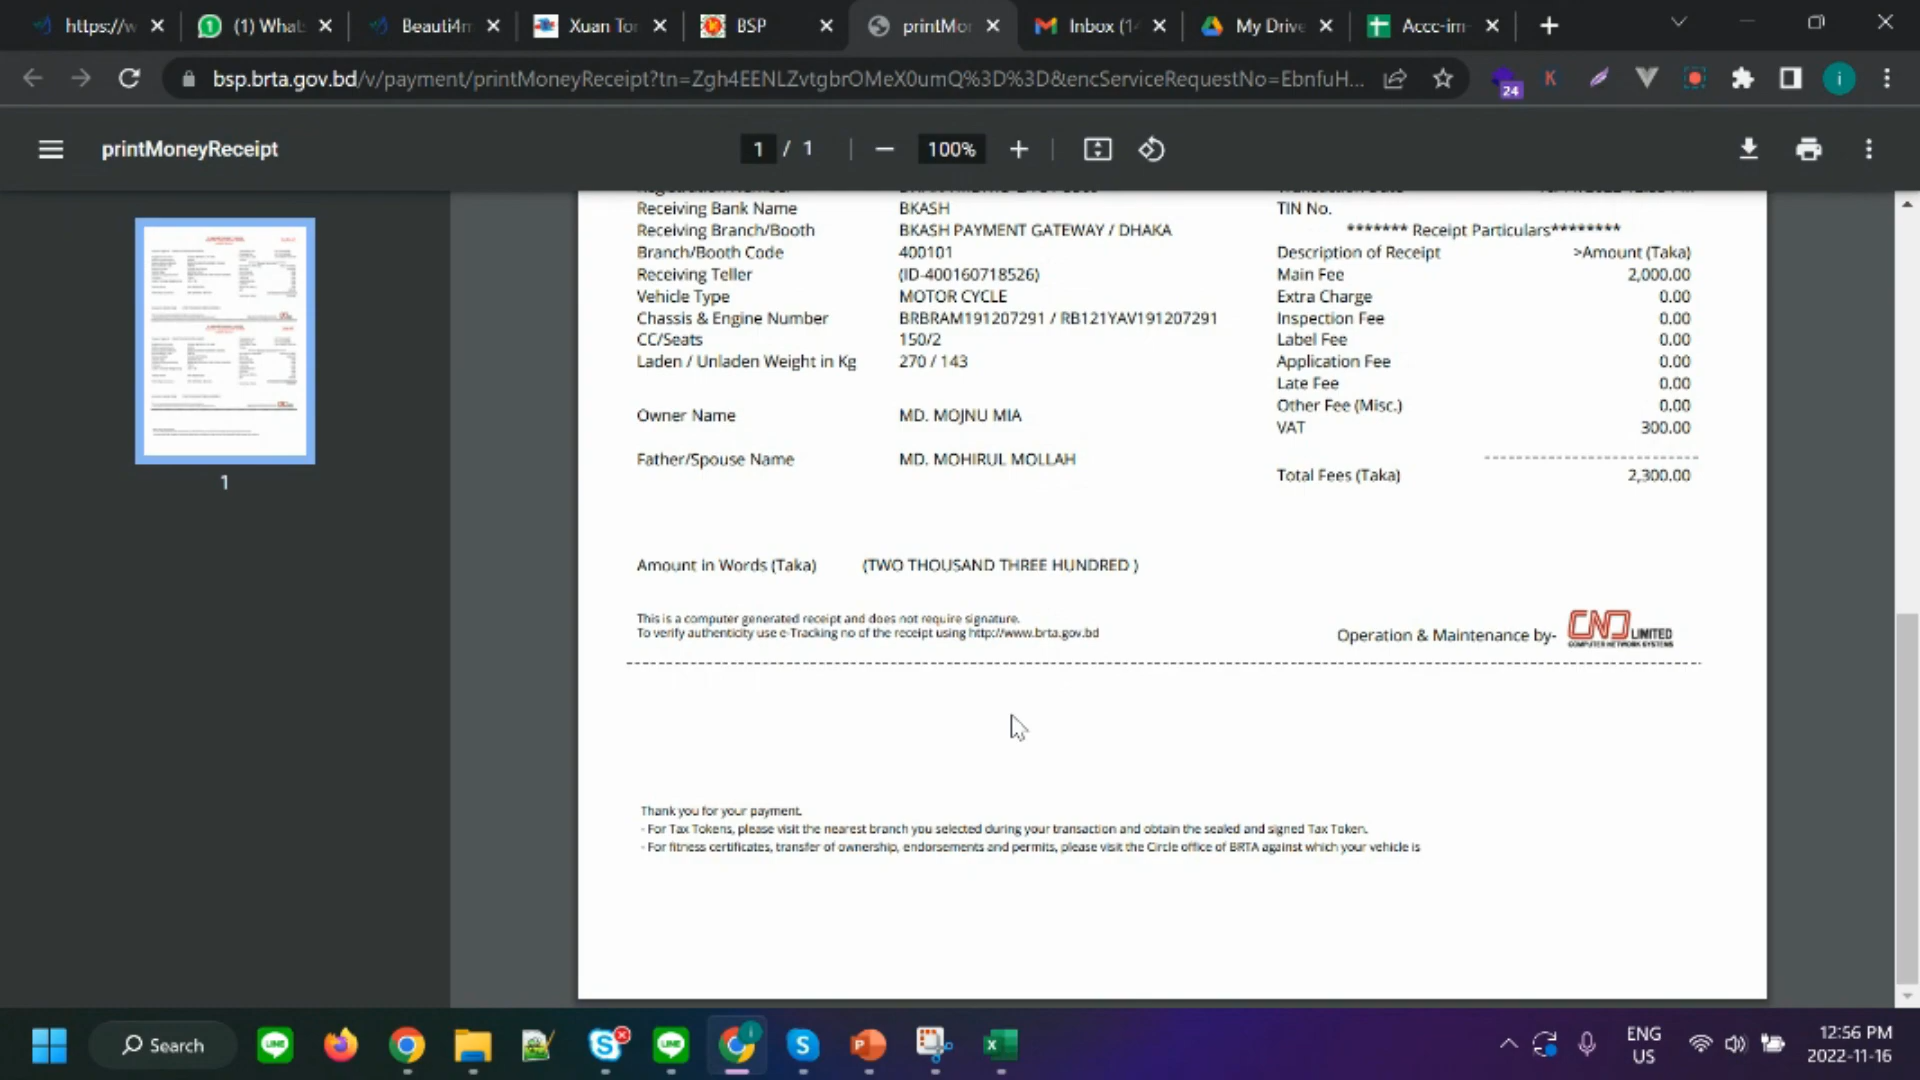 https://w
(1) What
Beauti4m
Xuan Tor
BSP
printMor
Inbox (1
My Drive
Accc-im-
bsp.brta.gov.bd/v/payment/printMoneyReceipt?tn=Zgh4EENLZvtgbrOMeX0umQ%3D%3D&encServiceRequestNo=EbnfuH...
24
K
i
printMoneyReceipt
1 / 1
100%
1
Receiving Bank Name BKASH
Receiving Branch/Booth BKASH PAYMENT GATEWAY / DHAKA
Branch/Booth Code 400101
Receiving Teller (ID-400160718526)
Vehicle Type MOTOR CYCLE
Chassis & Engine Number BRBRAM191207291 / RB121YAV191207291
CC/Seats 150/2
Laden / Unladen Weight in Kg 270 / 143
Owner Name MD. MOJNU MIA
Father/Spouse Name MD. MOHIRUL MOLLAH
TIN No.
******* Receipt Particulars********
Description of Receipt >Amount (Taka)
Main Fee 2,000.00
Extra Charge 0.00
Inspection Fee 0.00
Label Fee 0.00
Application Fee 0.00
Late Fee 0.00
Other Fee (Misc.) 0.00
VAT 300.00
Total Fees (Taka) 2,300.00
Amount in Words (Taka) (TWO THOUSAND THREE HUNDRED )
This is a computer generated receipt and does not require signature.
To verify authenticity use e-Tracking no of the receipt using http://www.brta.gov.bd
Operation & Maintenance by-
LIMITED
COMPUTER NETWORK SYSTEMS
Thank you for your payment.
- For Tax Tokens, please visit the nearest branch you selected during your transaction and obtain the sealed and signed Tax Token.
- For fitness certificates, transfer of ownership, endorsements and permits, please visit the Circle office of BRTA against which your vehicle is
Search
ENG
US
12:56 PM
2022-11-16